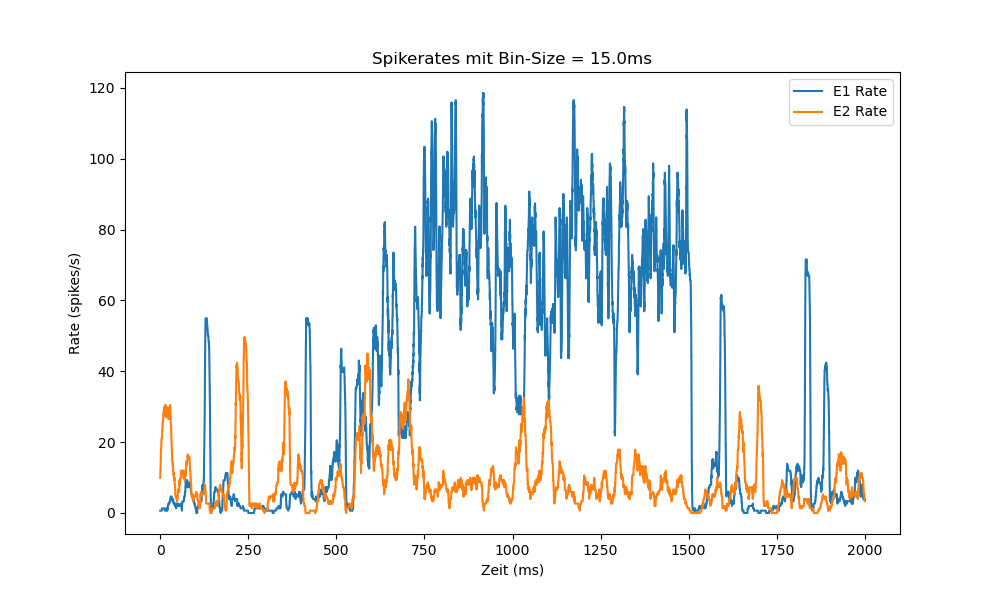 Spikerates mit Bin-Size = 15.0ms
E1 Rate
E2 Rate
Rate (spikes/s)
120
100
80
60
40
20
0
0 250 500 750 1000 1250 1500 1750 2000
Zeit (ms)